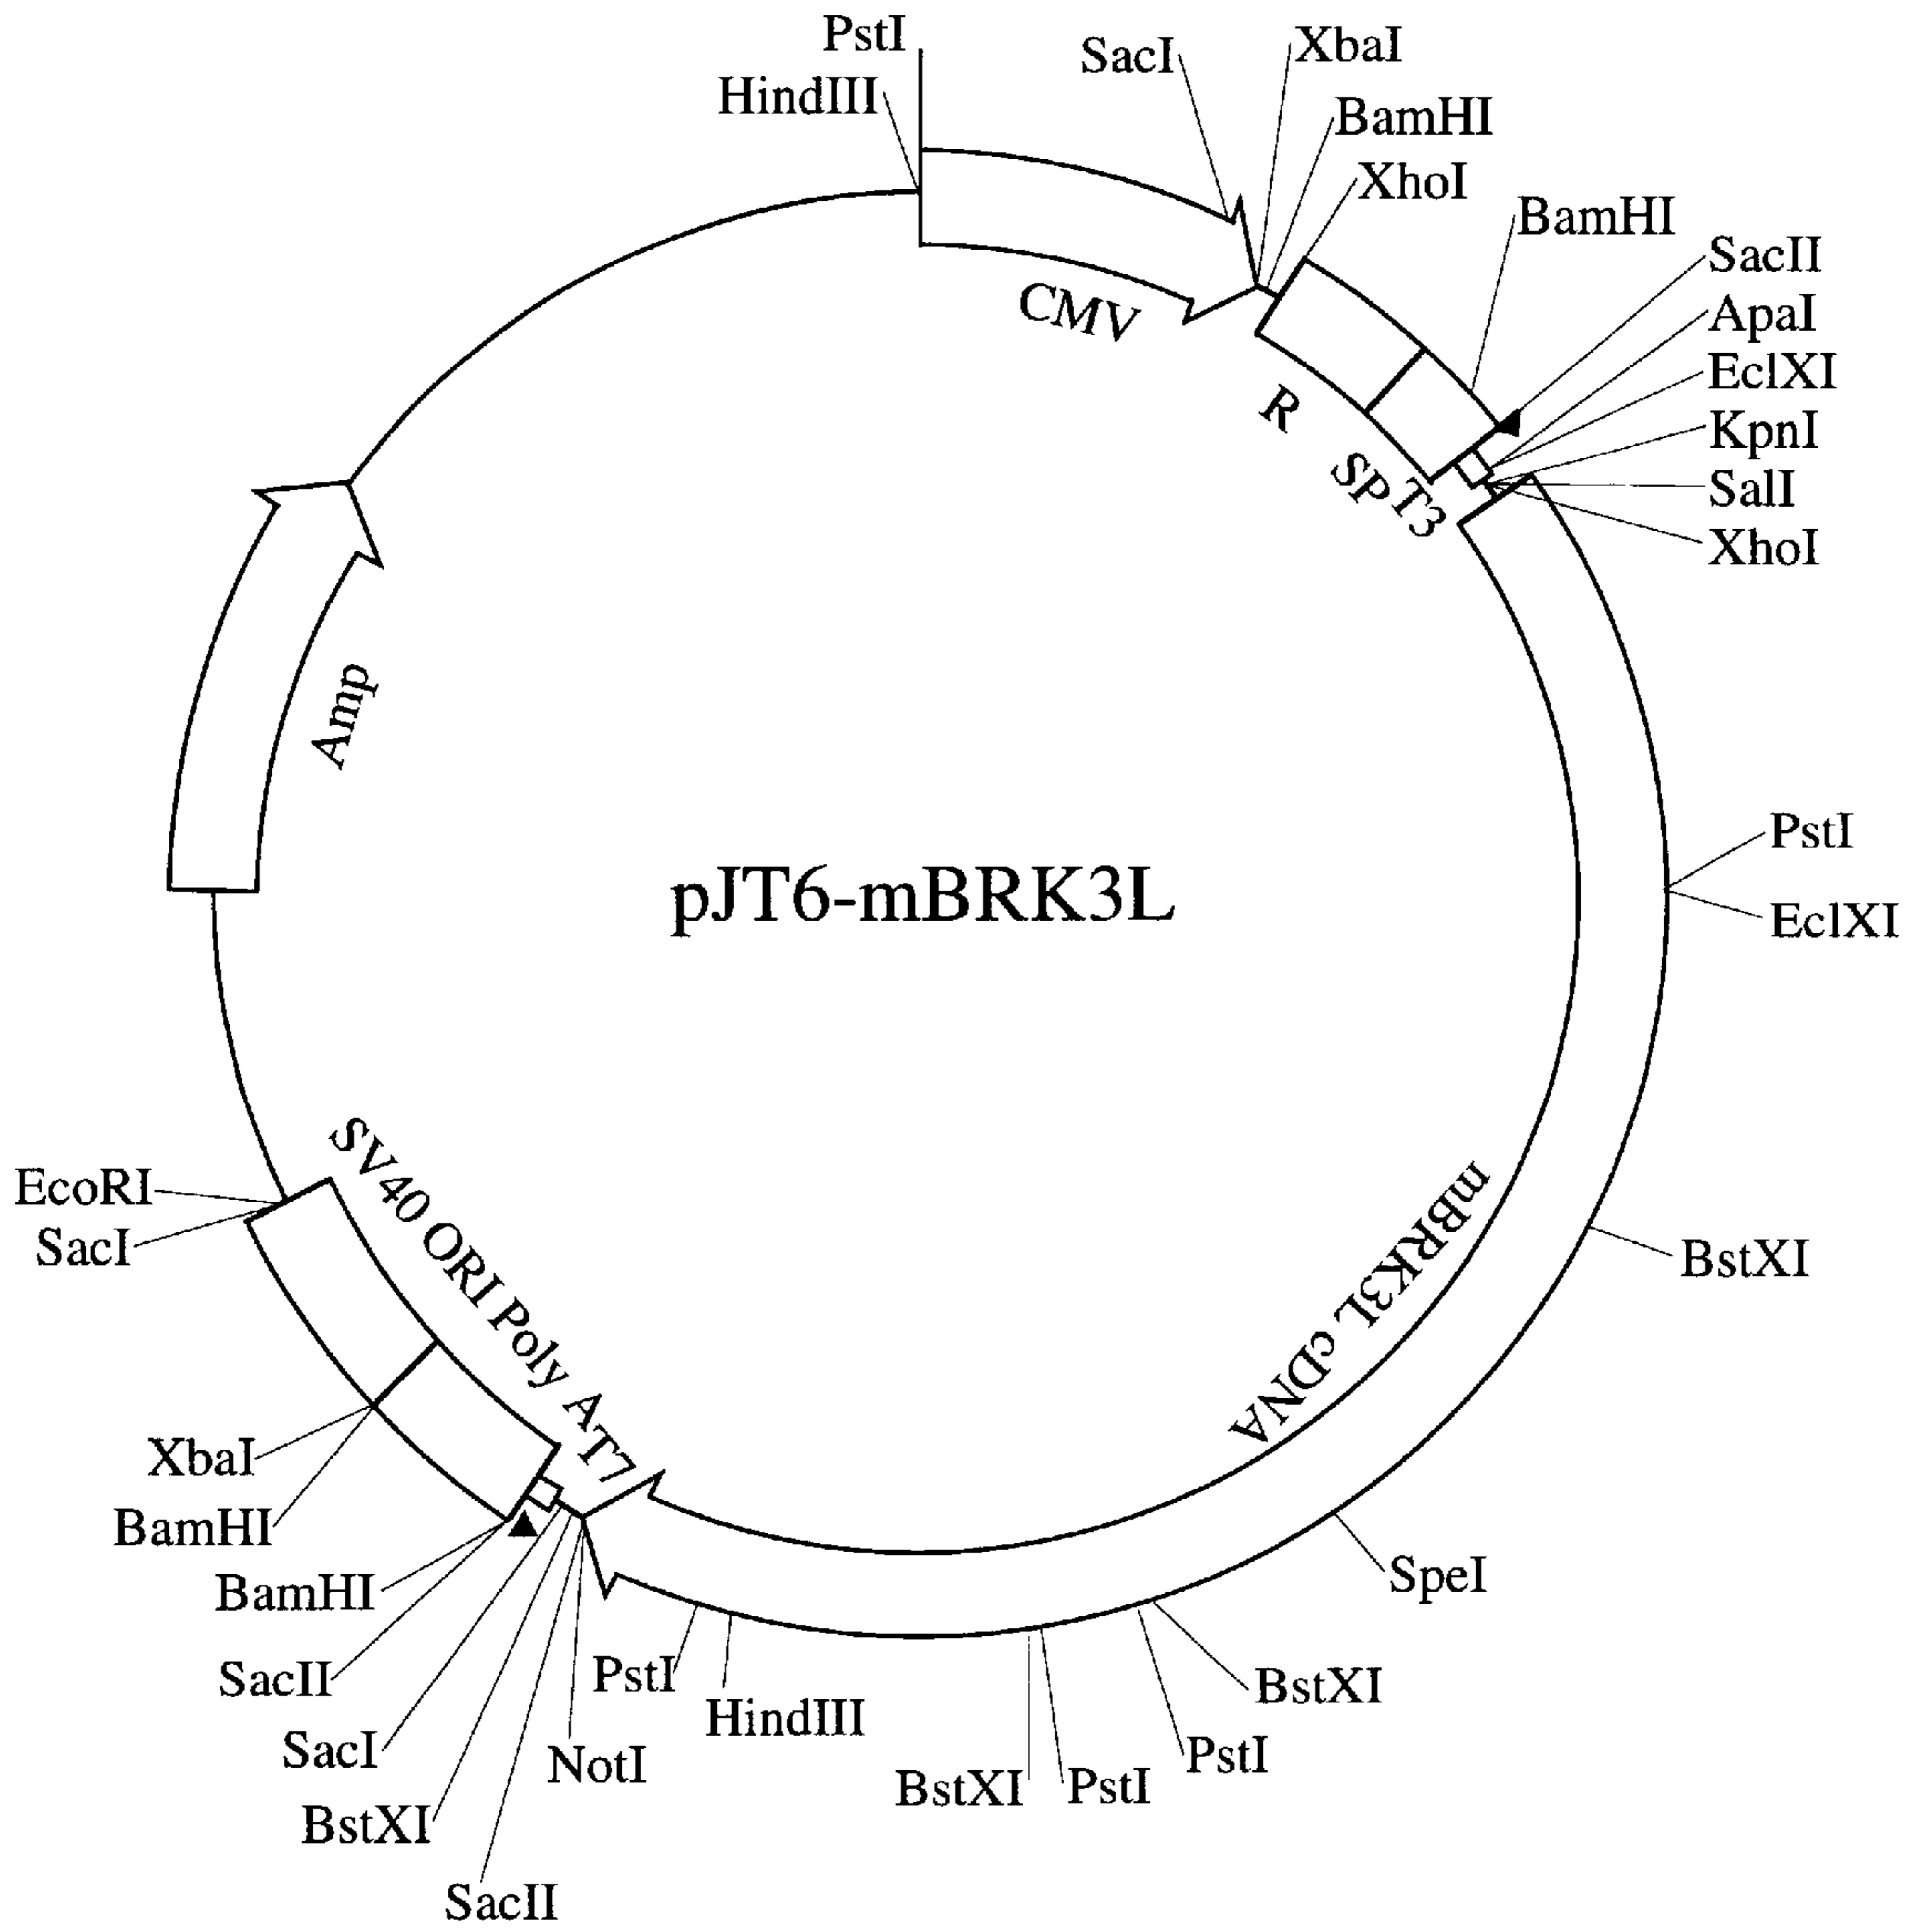 PstI
HindIII
SacI
XbaI
BamHI
XhoI
BamHI
SacII
ApaI
EclXI
KpnI
SalI
XhoI
CMV
R
SP T3
Amp
pJT6-mBRK3L
PstI
EclXI
BstXI
mBRK3L cDNA
SpeI
BstXI
PstI
PstI
BstXI
HindIII
PstI
NotI
SacII
BstXI
SacI
SacII
BamHI
BamHI
XbaI
SacI
EcoRI
SV40 ORI Poly A T7